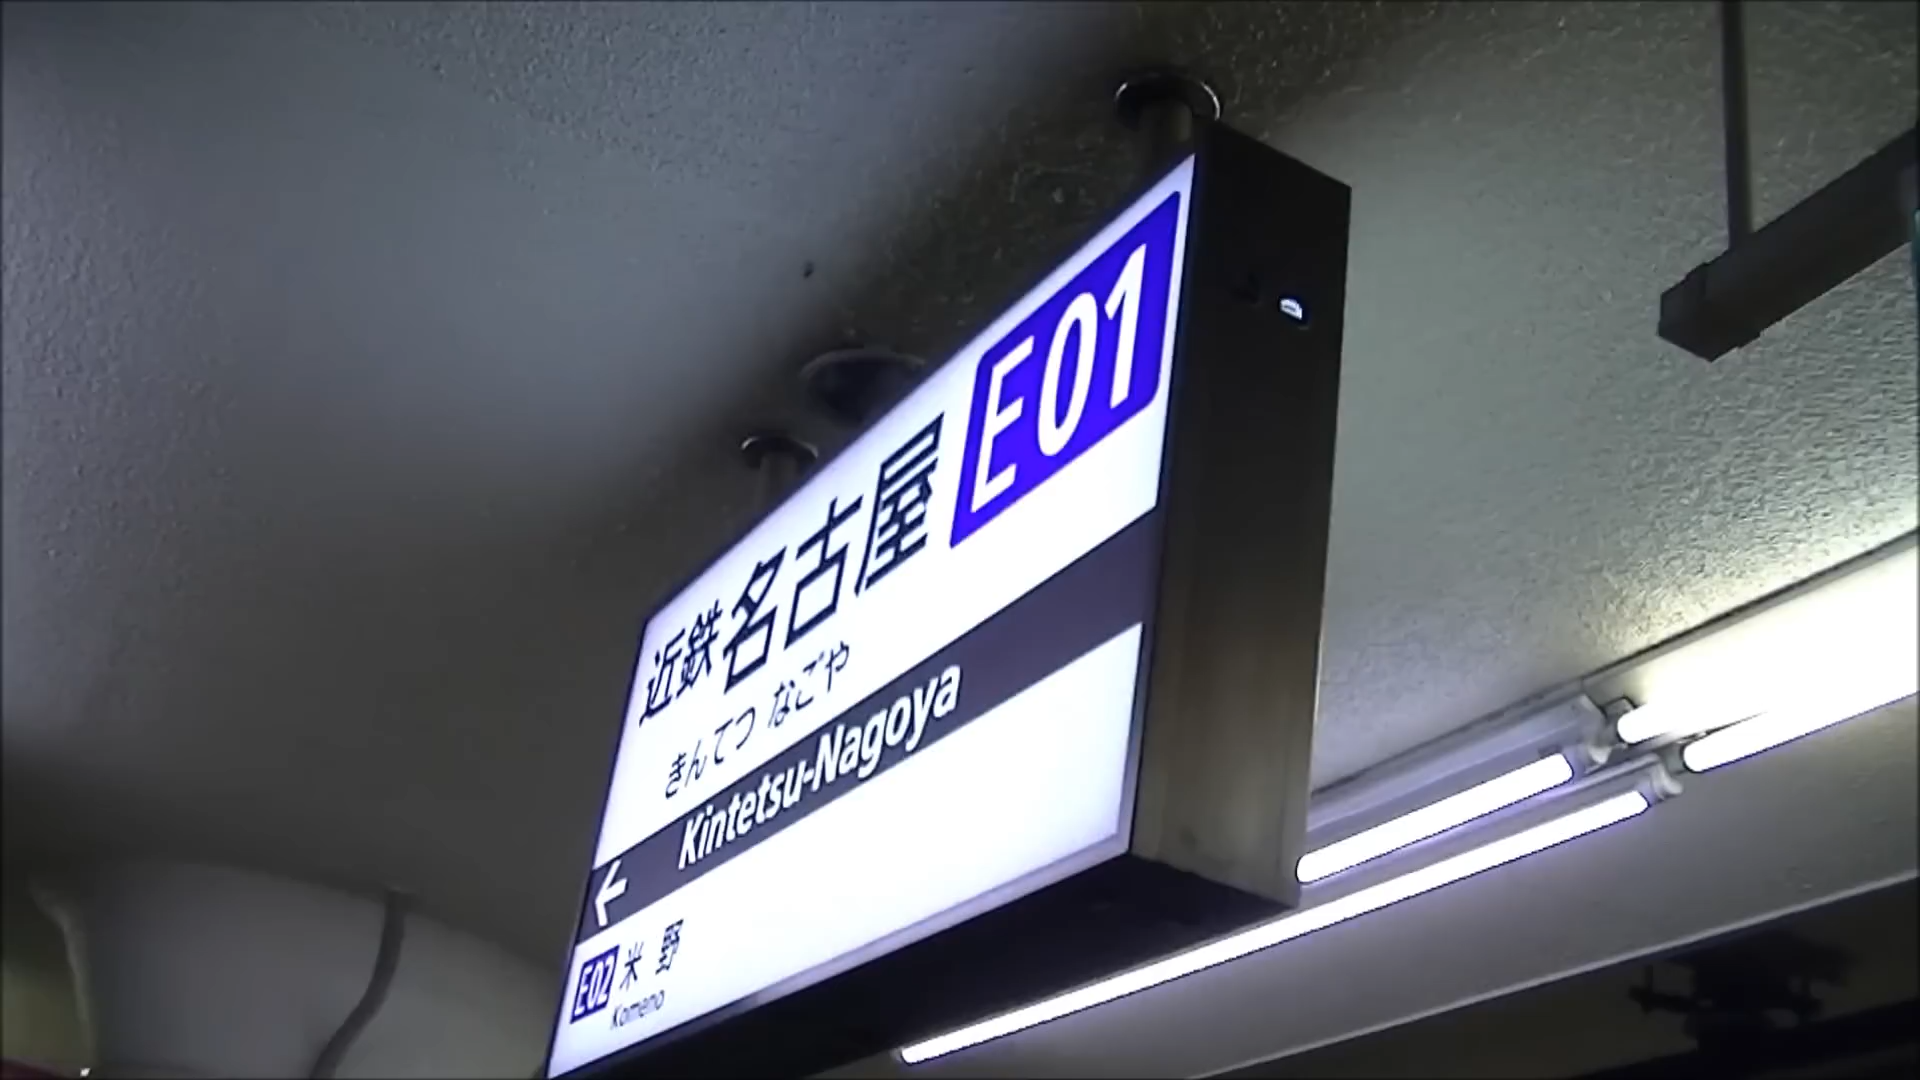 近鉄名古屋 E01
きんてつ なごや
Kintetsu-Nagoya
←
E02 米野
Komeno